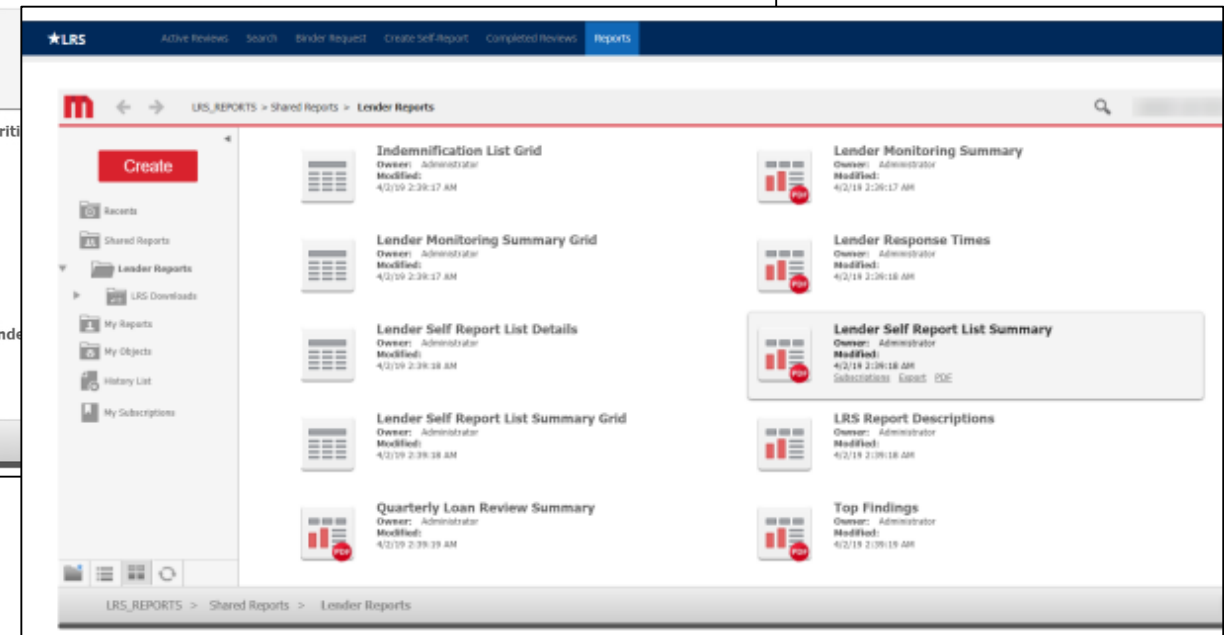 ★LRS Active Reviews Search Binder Request Create Self-Report Completed Reviews Reports
LRS_REPORTS > Shared Reports > Lender Reports
Create
Recents
Shared Reports
Lender Reports
LRS Downloads
My Reports
My Objects
History List
My Subscriptions
Indemnification List Grid
Owner: Administrator
Modified:
4/2/19 2:39:17 AM
Lender Monitoring Summary
Owner: Administrator
Modified:
4/2/19 2:39:17 AM
PDF
Lender Monitoring Summary Grid
Owner: Administrator
Modified:
4/2/19 2:39:17 AM
Lender Response Times
Owner: Administrator
Modified:
4/2/19 2:39:18 AM
PDF
Lender Self Report List Details
Owner: Administrator
Modified:
4/2/19 2:39:18 AM
Lender Self Report List Summary
Owner: Administrator
Modified:
4/2/19 2:39:18 AM
Subscriptions Export PDF
PDF
Lender Self Report List Summary Grid
Owner: Administrator
Modified:
4/2/19 2:39:18 AM
LRS Report Descriptions
Owner: Administrator
Modified:
4/2/19 2:39:18 AM
Quarterly Loan Review Summary
Owner: Administrator
Modified:
4/2/19 2:39:19 AM
PDF
Top Findings
Owner: Administrator
Modified:
4/2/19 2:39:19 AM
PDF
LRS_REPORTS > Shared Reports > Lender Reports
riti
nde